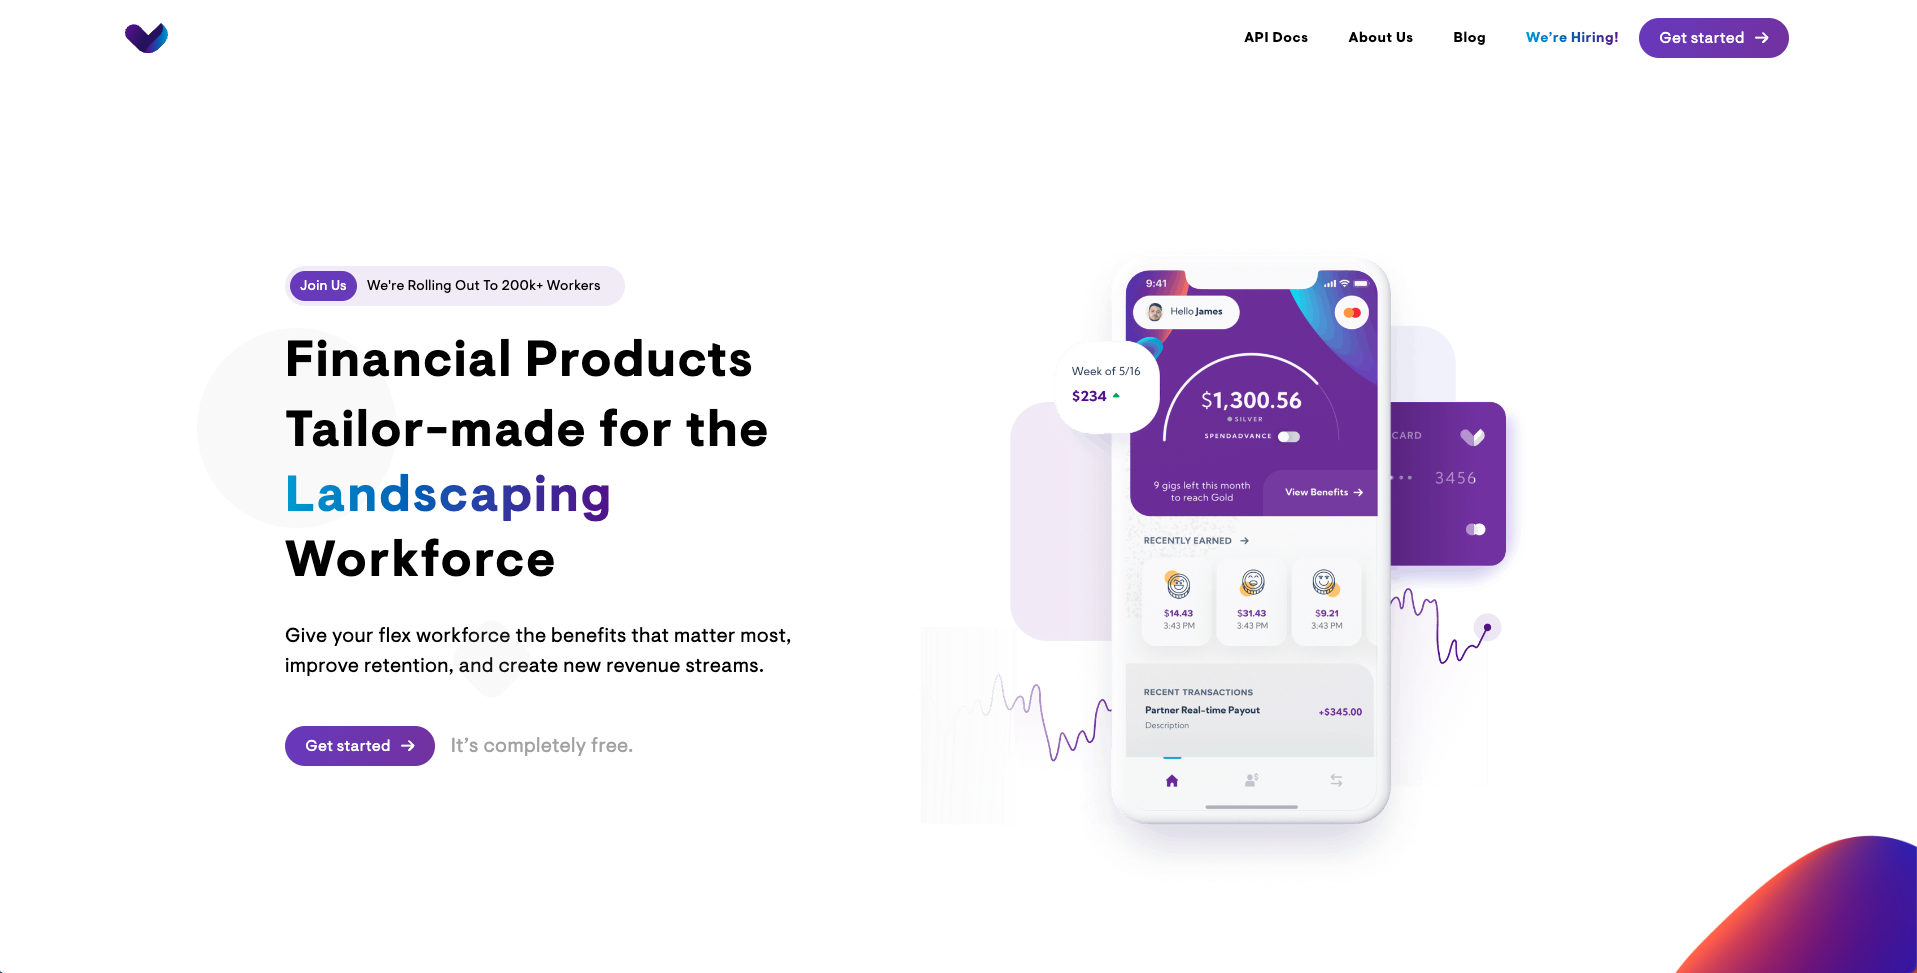 API Docs
About Us
Blog
We're Hiring!
Get started
Join Us
We're Rolling Out To 200k+ Workers
Financial Products
Tailor-made for the
Landscaping
Workforce
Give your flex workforce the benefits that matter most,
improve retention, and create new revenue streams.
Get started
It's completely free.
9:41
Hello James
Week of 5/16
$234
$1,300.56
SILVER
SPENDADVANCE
9 gigs left this month
to reach Gold
View Benefits
CARD
3456
RECENTLY EARNED
$14.43
3:43 PM
$31.43
3:43 PM
$9.21
3:43 PM
RECENT TRANSACTIONS
Partner Real-time Payout
+$345.00
Description